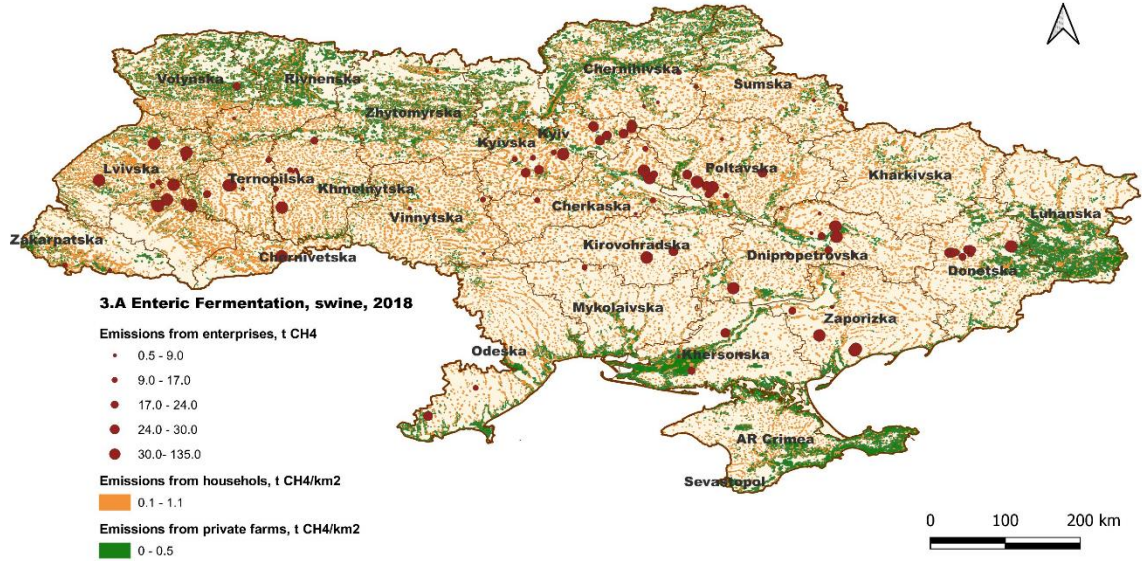 Chernihivska
Volynska
Rivnenska
Sumska
Zhytomyrska
Kyiv
Kyivska
Lvivska
Poltavska
Kharkivska
Ternopilska
Khmelnytska
Cherkaska
Vinnytska
Luhanska
Zakarpatska
Kirovohradska
Chernivetska
Dnipropetrovska
Donetska
3.A Enteric Fermentation, swine, 2018
Mykolaivska
Zaporizka
Emissions from enterprises, t CH4
Odeska
Khersonska
0.5 - 9.0
9.0 - 17.0
17.0 - 24.0
24.0 - 30.0
30.0- 135.0
AR Crimea
Sevastopol
Emissions from househols, t CH4/km2
0.1 - 1.1
Emissions from private farms, t CH4/km2
0 - 0.5
0 100 200 km